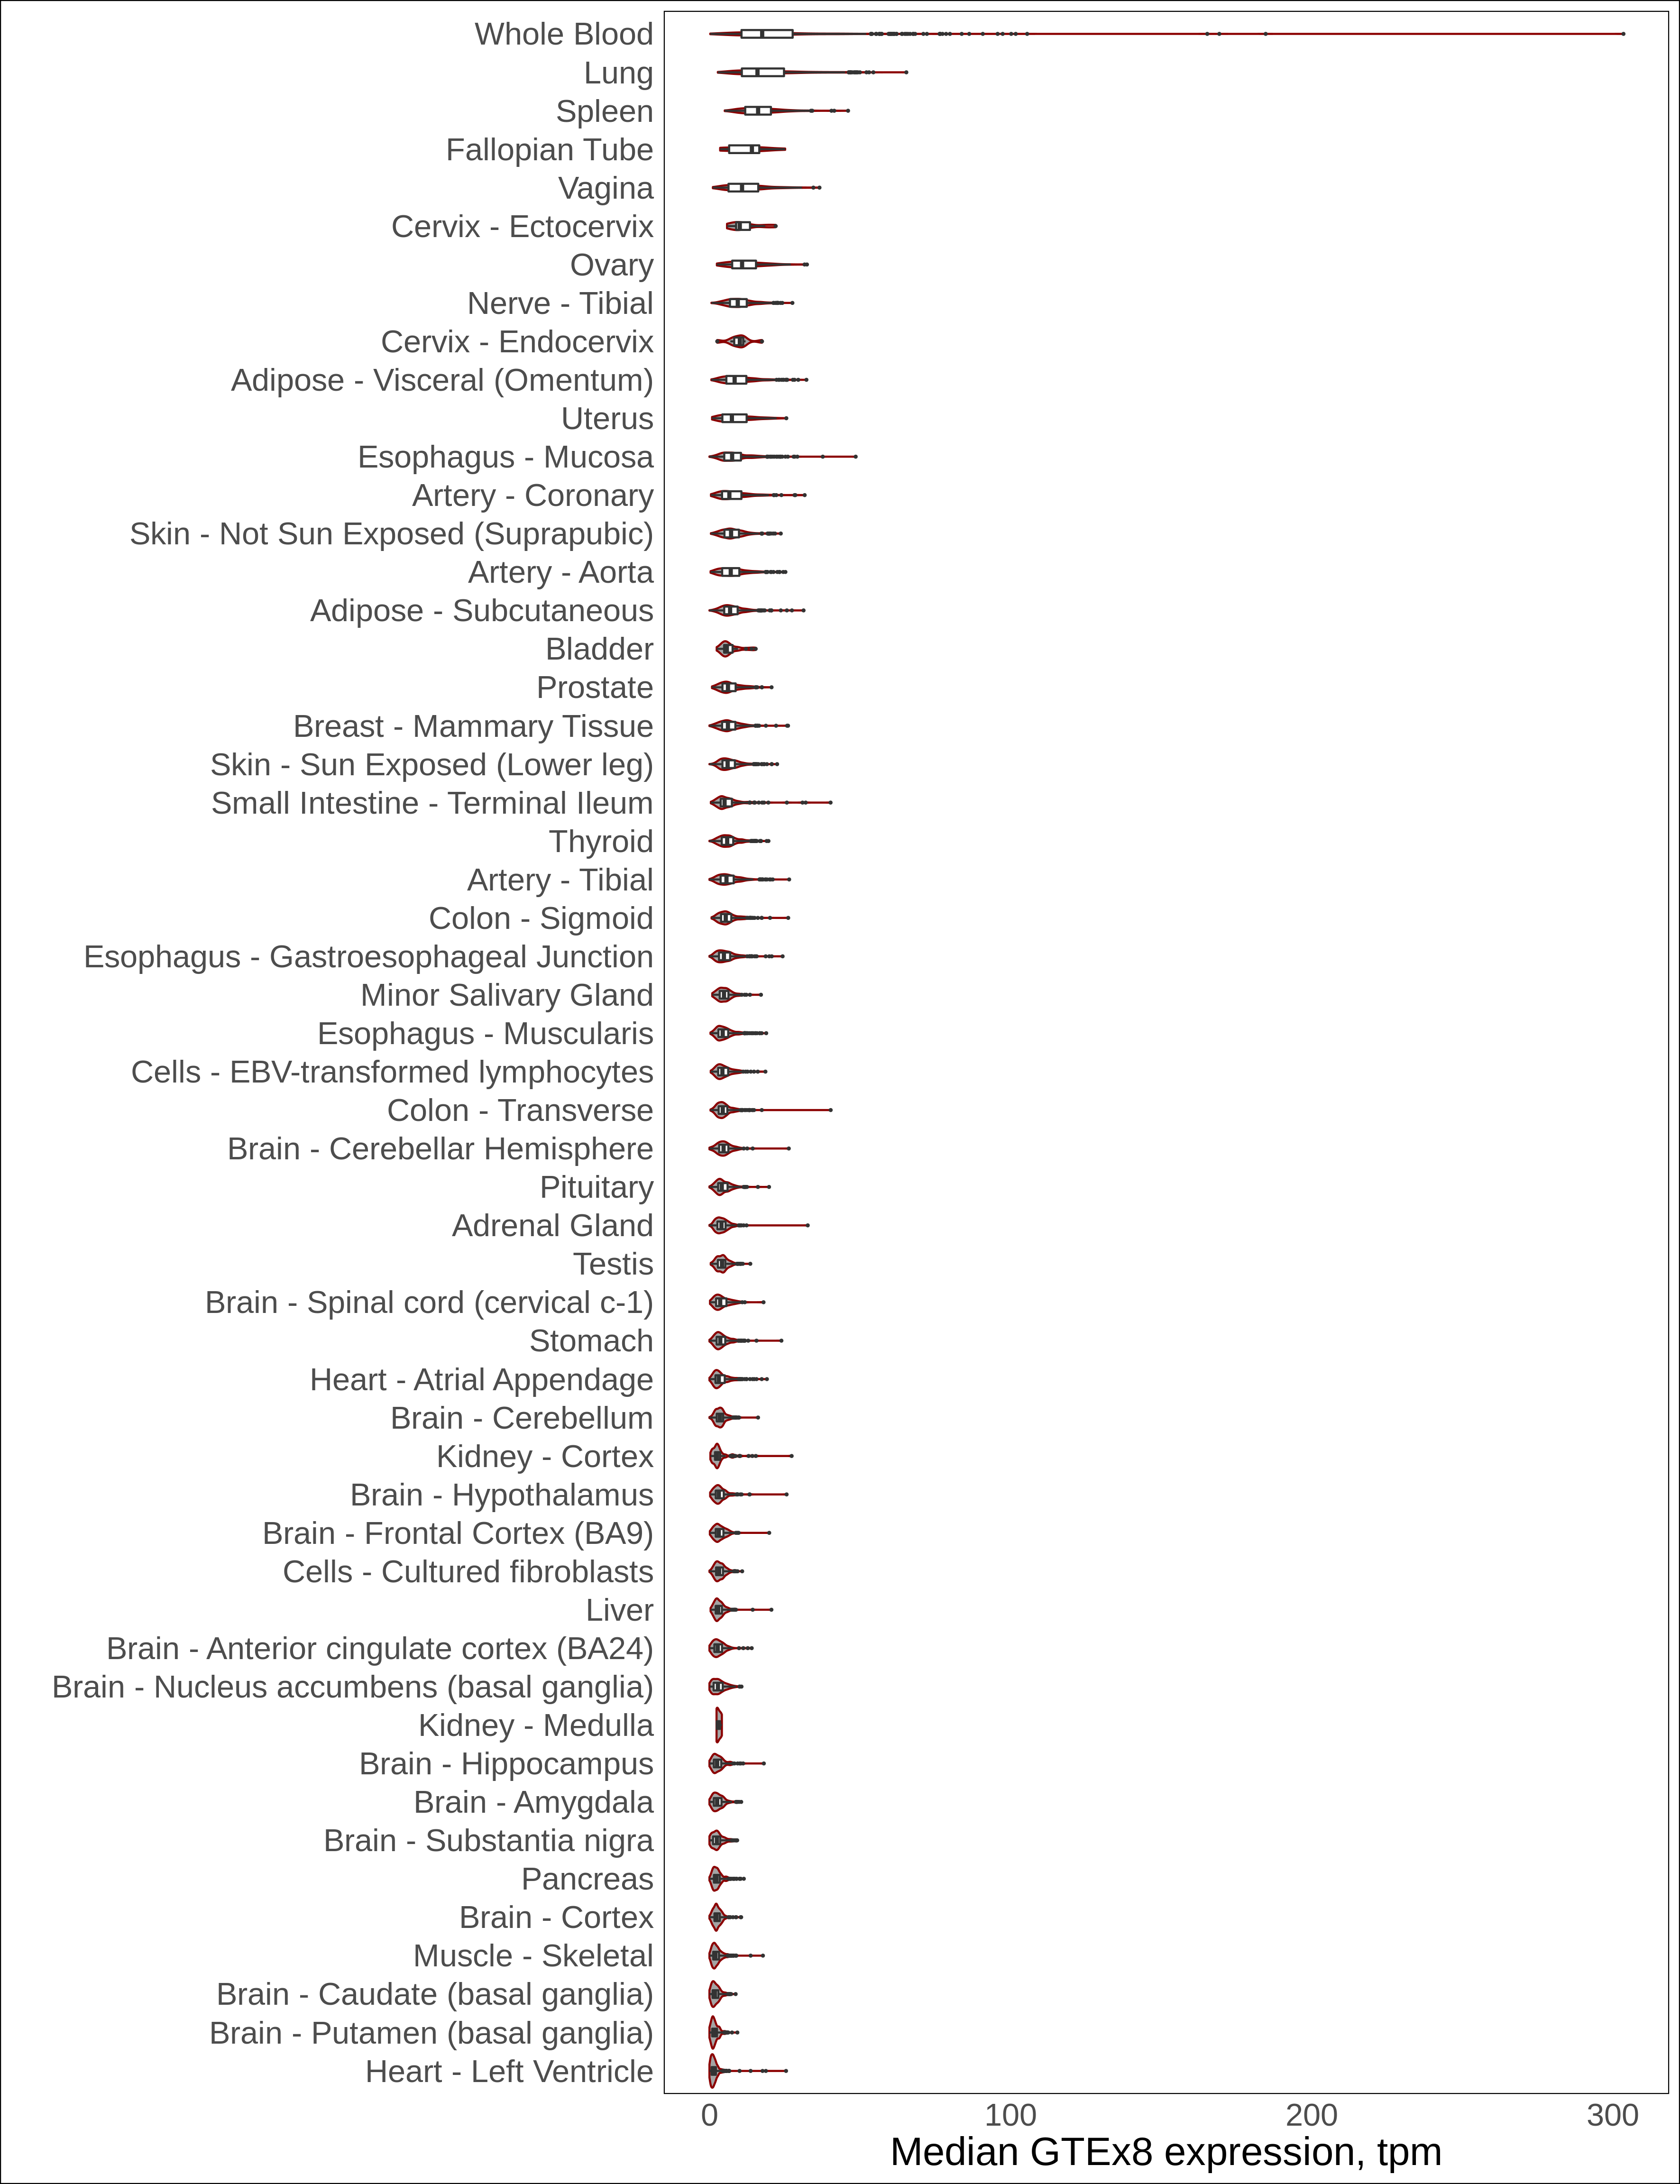 Whole Blood
Lung
Spleen
Fallopian Tube
Vagina
Cervix - Ectocervix
Ovary
Nerve - Tibial
Cervix - Endocervix
Adipose - Visceral (Omentum)
Uterus
Esophagus - Mucosa
Artery - Coronary
Skin - Not Sun Exposed (Suprapubic)
Artery - Aorta
Adipose - Subcutaneous
Bladder
Prostate
Breast - Mammary Tissue
Skin - Sun Exposed (Lower leg)
Small Intestine - Terminal Ileum
Thyroid
Artery - Tibial
Colon - Sigmoid
Esophagus - Gastroesophageal Junction
Minor Salivary Gland
Esophagus - Muscularis
Cells - EBV-transformed lymphocytes
Colon - Transverse
Brain - Cerebellar Hemisphere
Pituitary
Adrenal Gland
Testis
Brain - Spinal cord (cervical c-1)
Stomach
Heart - Atrial Appendage
Brain - Cerebellum
Kidney - Cortex
Brain - Hypothalamus
Brain - Frontal Cortex (BA9)
Cells - Cultured fibroblasts
Liver
Brain - Anterior cingulate cortex (BA24)
Brain - Nucleus accumbens (basal ganglia)
Kidney - Medulla
Brain - Hippocampus
Brain - Amygdala
Brain - Substantia nigra
Pancreas
Brain - Cortex
Muscle - Skeletal
Brain - Caudate (basal ganglia)
Brain - Putamen (basal ganglia)
Heart - Left Ventricle
0 100 200 300
Median GTEx8 expression, tpm